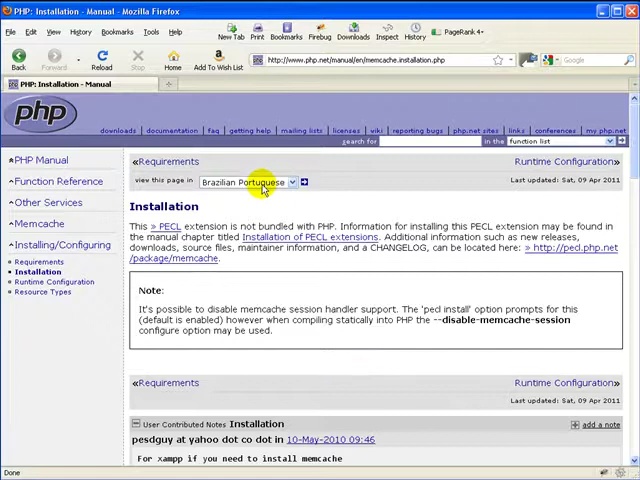 PHP: Installation - Manual - Mozilla Firefox
File Edit View History Bookmarks Tools Help
New Tab Print Bookmarks Firebug Downloads Inspect History PageRank 4
Back Forward Reload Stop Home Add To Wish List
http://www.php.net/manual/en/memcache.installation.php
Google
PHP: Installation - Manual
php
downloads | documentation | faq | getting help | mailing lists | licenses | wiki | reporting bugs | php.net sites | links | conferences | my php.net
search for in the function list
PHP Manual
Function Reference
Other Services
Memcache
Installing/Configuring
Requirements
Installation
Runtime Configuration
Resource Types
«Requirements Runtime Configuration»
view this page in Brazilian Portuguese Last updated: Sat, 09 Apr 2011
Installation
This » PECL extension is not bundled with PHP. Information for installing this PECL extension may be found in
the manual chapter titled Installation of PECL extensions. Additional information such as new releases,
downloads, source files, maintainer information, and a CHANGELOG, can be located here: » http://pecl.php.net
/package/memcache.
Note:
It's possible to disable memcache session handler support. The 'pecl install' option prompts for this
(default is enabled) however when compiling statically into PHP the --disable-memcache-session
configure option may be used.
«Requirements Runtime Configuration»
Last updated: Sat, 09 Apr 2011
User Contributed Notes Installation add a note
pesdguy at yahoo dot co dot in 10-May-2010 09:46
For xampp if you need to install memcache
Done